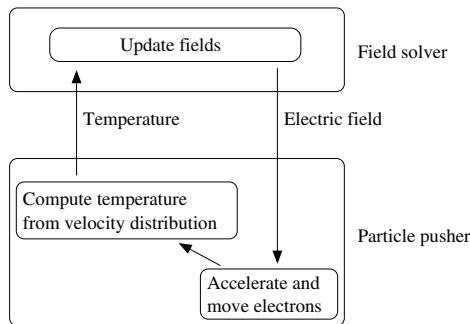 Update fields
Field solver
Temperature
Electric field
Compute temperature
from velocity distribution
Particle pusher
Accelerate and
move electrons